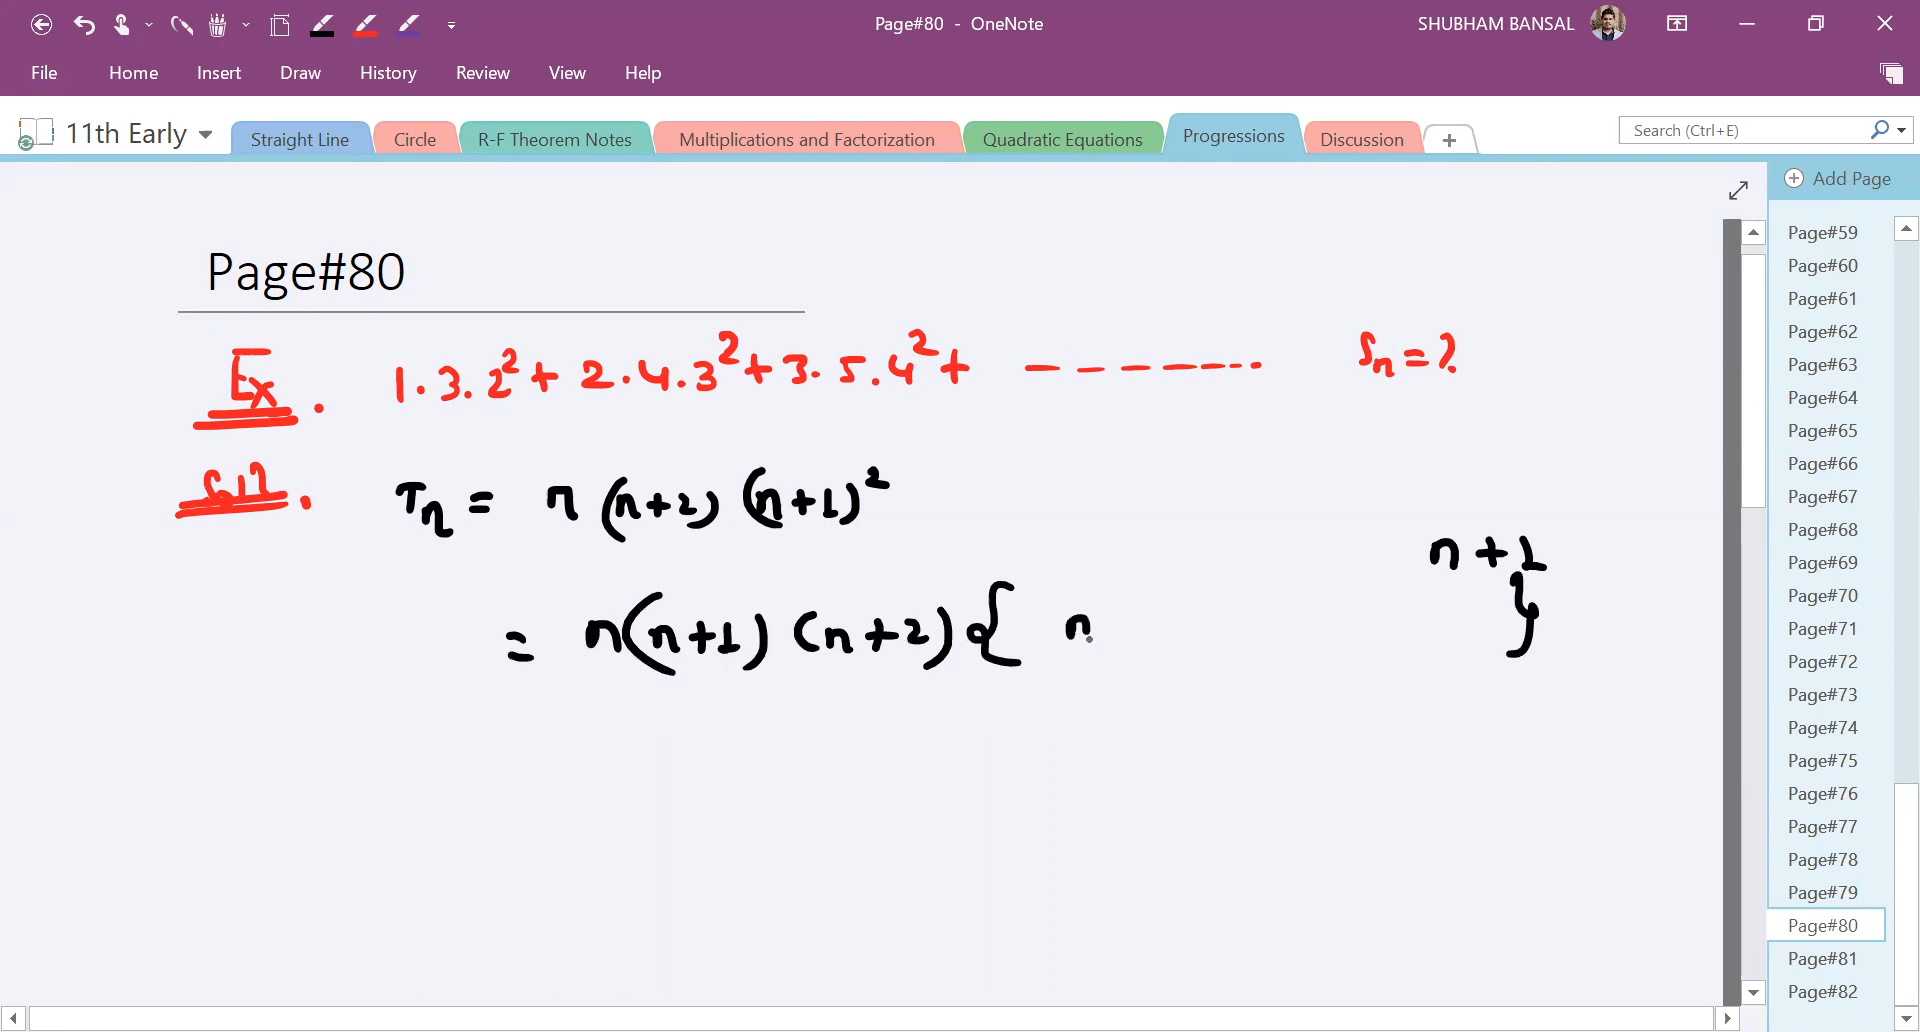 Page#80 - OneNote
SHUBHAM BANSAL
File Home Insert Draw History Review View Help
11th Early
Straight Line Circle R-F Theorem Notes Multiplications and Factorization Quadratic Equations Progressions Discussion +
Search (Ctrl+E)
Add Page
Page#80
Ex. 1.3.2² + 2.4.3² + 3.5.4² + -------- Sn = ?
Sol?. Tn = n (n+2) (n+1)²
n+1
= n(n+1) (n+2) { n }
Page#59
Page#60
Page#61
Page#62
Page#63
Page#64
Page#65
Page#66
Page#67
Page#68
Page#69
Page#70
Page#71
Page#72
Page#73
Page#74
Page#75
Page#76
Page#77
Page#78
Page#79
Page#80
Page#81
Page#82